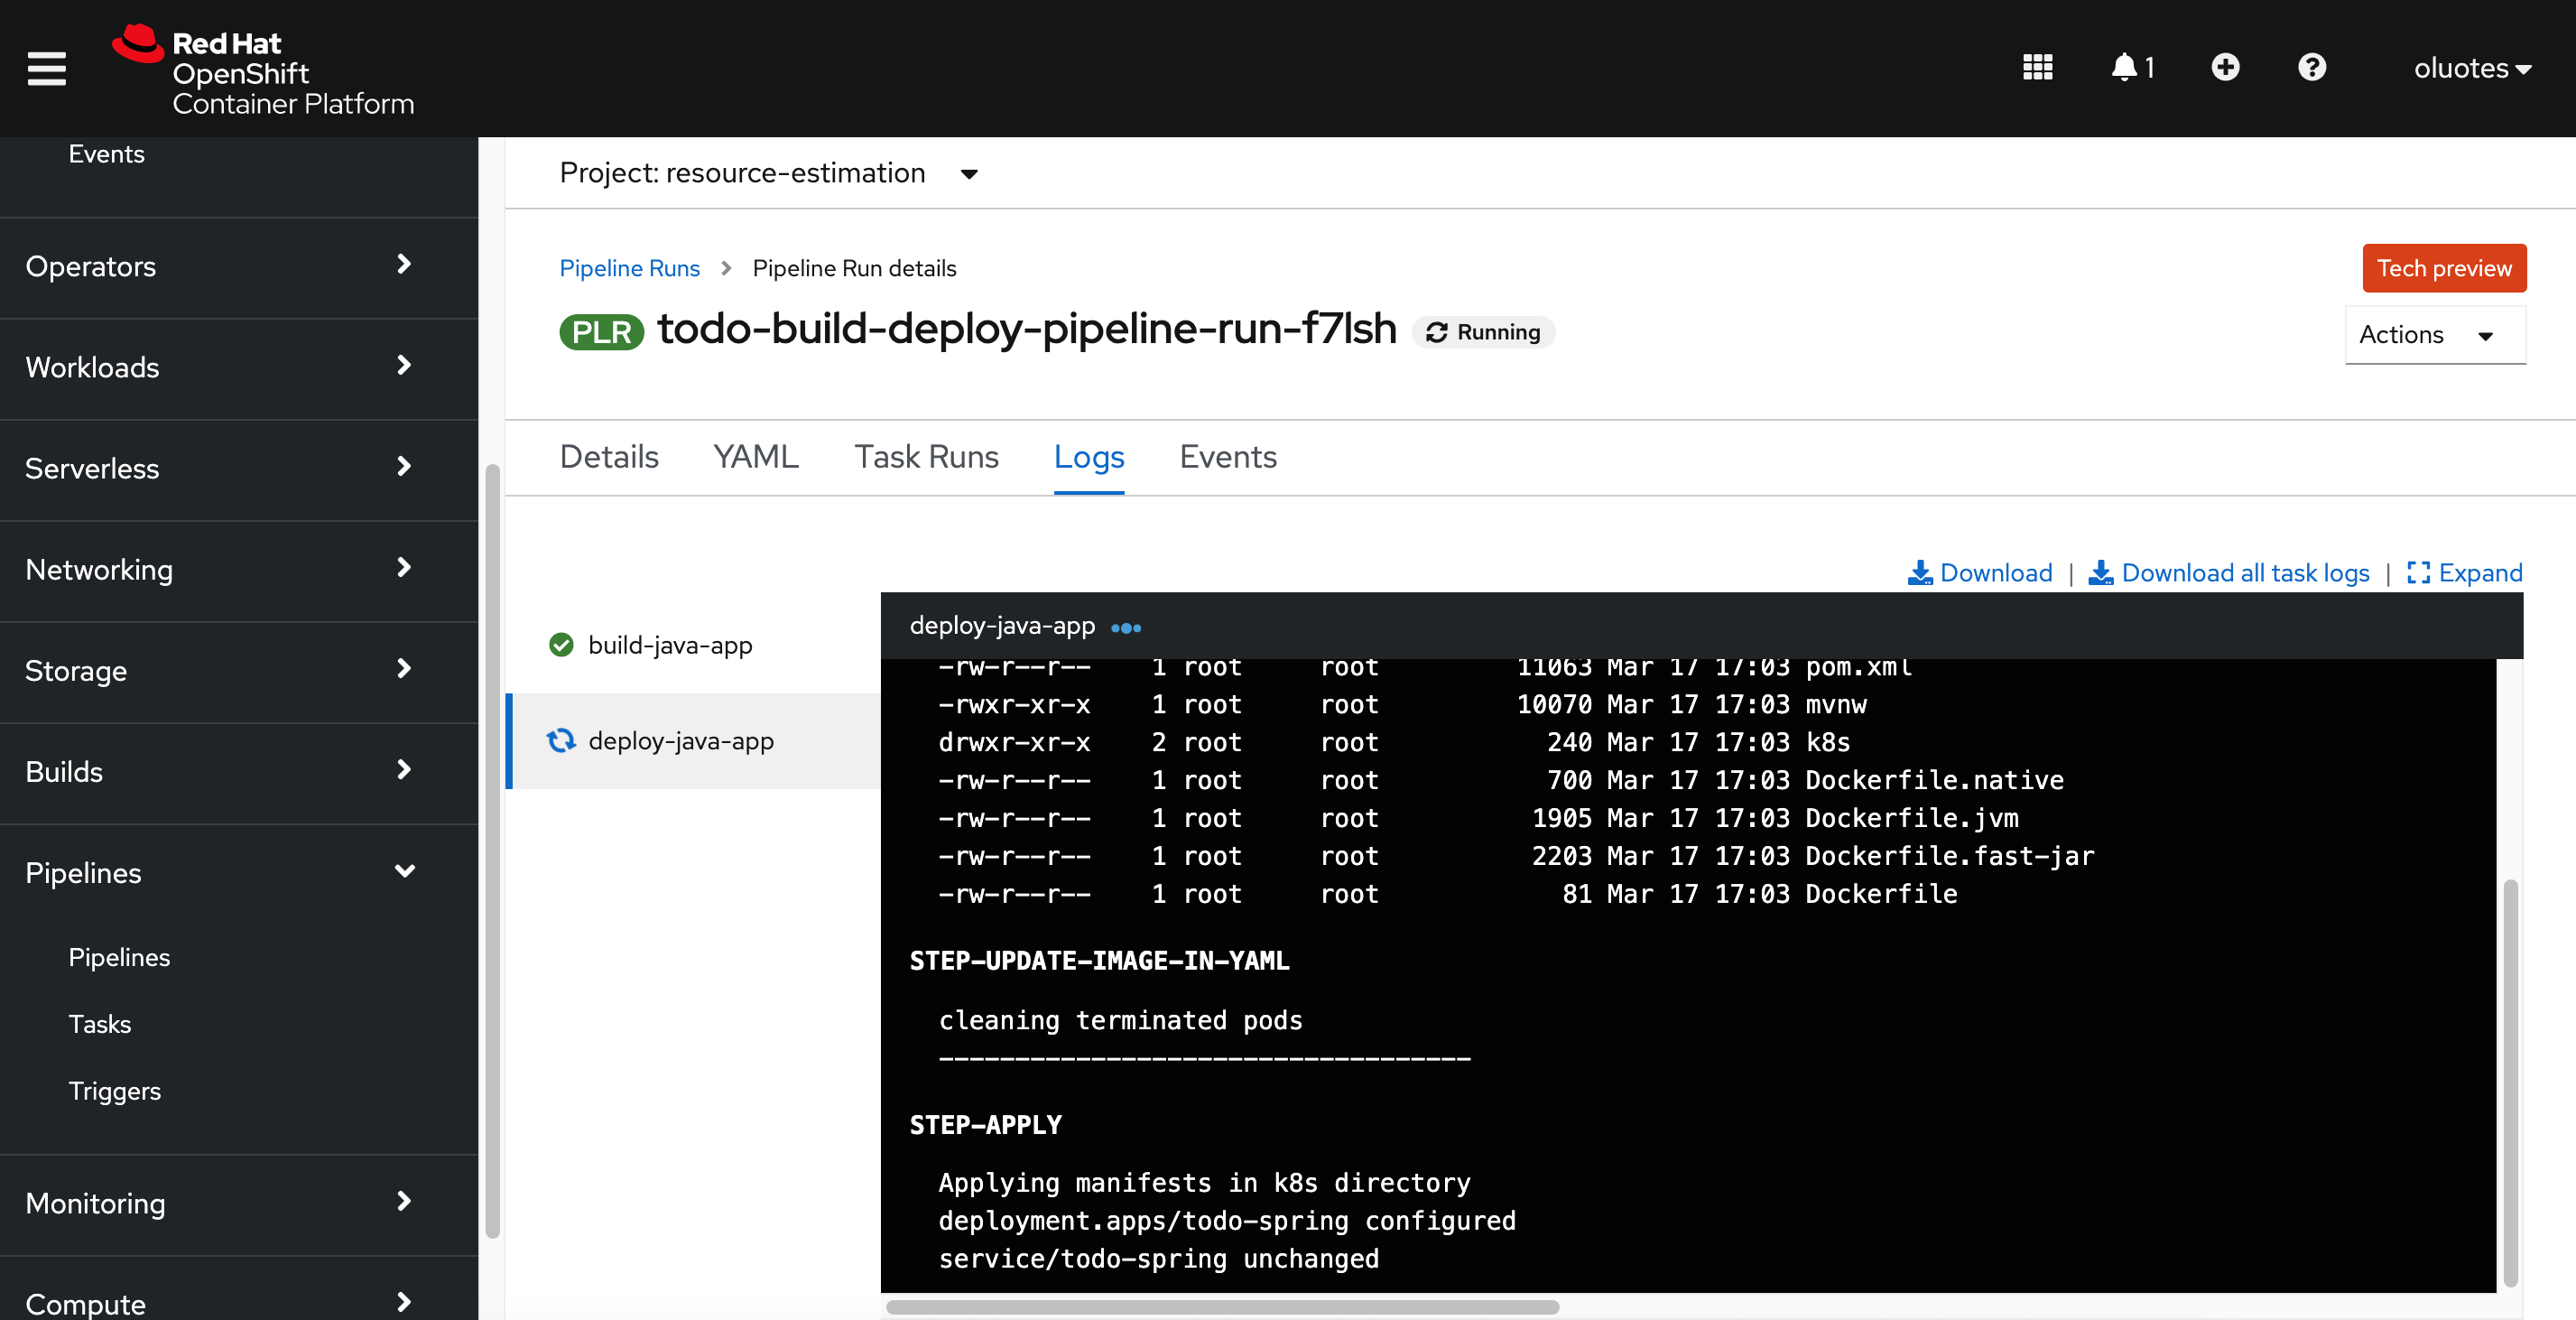 Red Hat
OpenShift
Container Platform
1
oluotes
Events
Operators
Workloads
Serverless
Networking
Storage
Builds
Pipelines
Pipelines
Tasks
Triggers
Monitoring
Compute
Project: resource-estimation
Pipeline Runs > Pipeline Run details
Tech preview
PLR todo-build-deploy-pipeline-run-f7lsh Running
Actions
Details YAML Task Runs Logs Events
Download | Download all task logs | Expand
build-java-app
deploy-java-app
deploy-java-app
-rw-r--r-- 1 root root 11063 Mar 17 17:03 pom.xml
-rwxr-xr-x 1 root root 10070 Mar 17 17:03 mvnw
drwxr-xr-x 2 root root 240 Mar 17 17:03 k8s
-rw-r--r-- 1 root root 700 Mar 17 17:03 Dockerfile.native
-rw-r--r-- 1 root root 1905 Mar 17 17:03 Dockerfile.jvm
-rw-r--r-- 1 root root 2203 Mar 17 17:03 Dockerfile.fast-jar
-rw-r--r-- 1 root root 81 Mar 17 17:03 Dockerfile
STEP-UPDATE-IMAGE-IN-YAML
cleaning terminated pods
-----------------------------------
STEP-APPLY
Applying manifests in k8s directory
deployment.apps/todo-spring configured
service/todo-spring unchanged